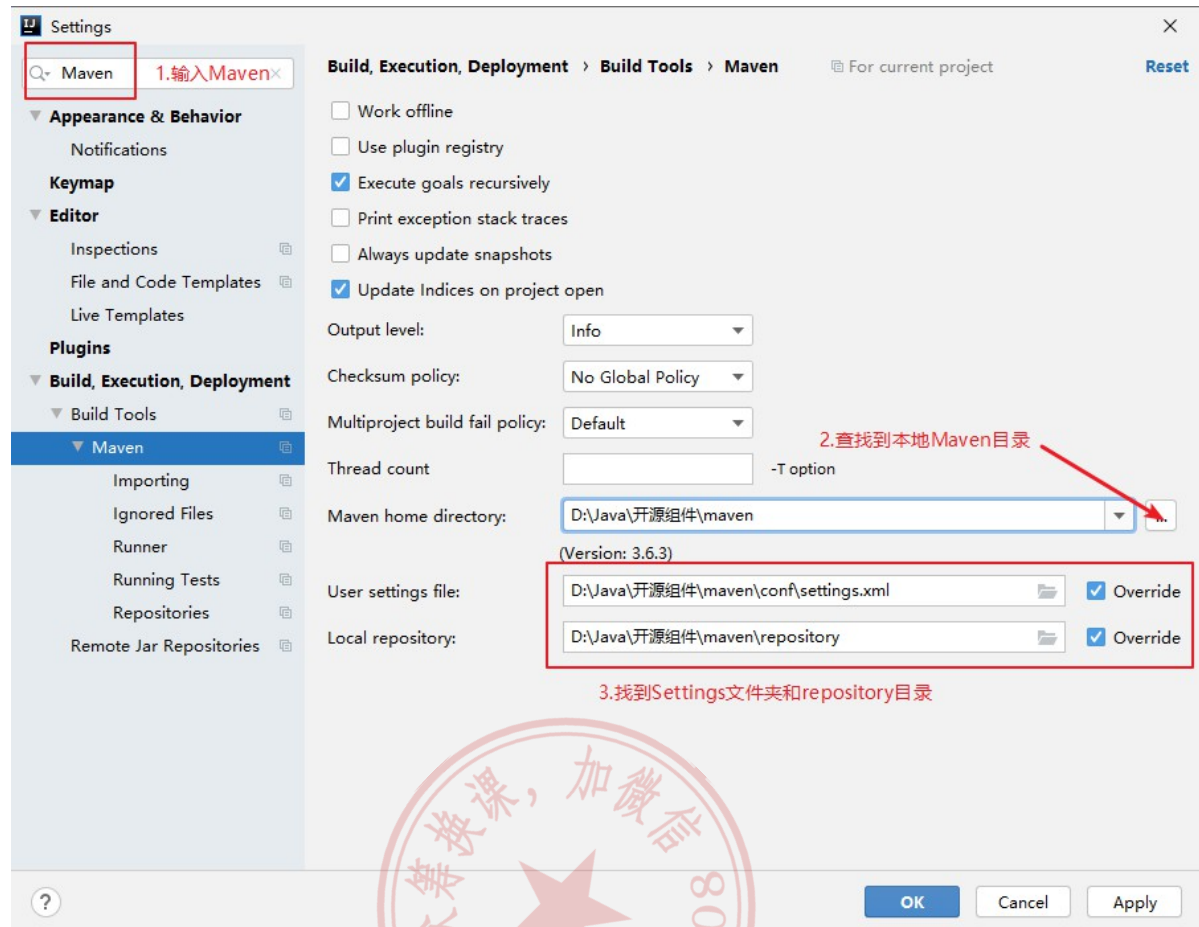 Settings
Maven 1.输入Maven
Build, Execution, Deployment › Build Tools › Maven For current project Reset
Appearance & Behavior
Notifications
Keymap
Editor
Inspections
File and Code Templates
Live Templates
Plugins
Build, Execution, Deployment
Build Tools
Maven
Importing
Ignored Files
Runner
Running Tests
Repositories
Remote Jar Repositories
Work offline
Use plugin registry
Execute goals recursively
Print exception stack traces
Always update snapshots
Update Indices on project open
Output level: Info
Checksum policy: No Global Policy
Multiproject build fail policy: Default
2.查找到本地Maven目录
Thread count -T option
Maven home directory: D:\Java\开源组件\maven ...
(Version: 3.6.3)
User settings file: D:\Java\开源组件\maven\conf\settings.xml Override
Local repository: D:\Java\开源组件\maven\repository Override
3.找到Settings文件夹和repository目录
筹换课，加微信 80
? OK Cancel Apply